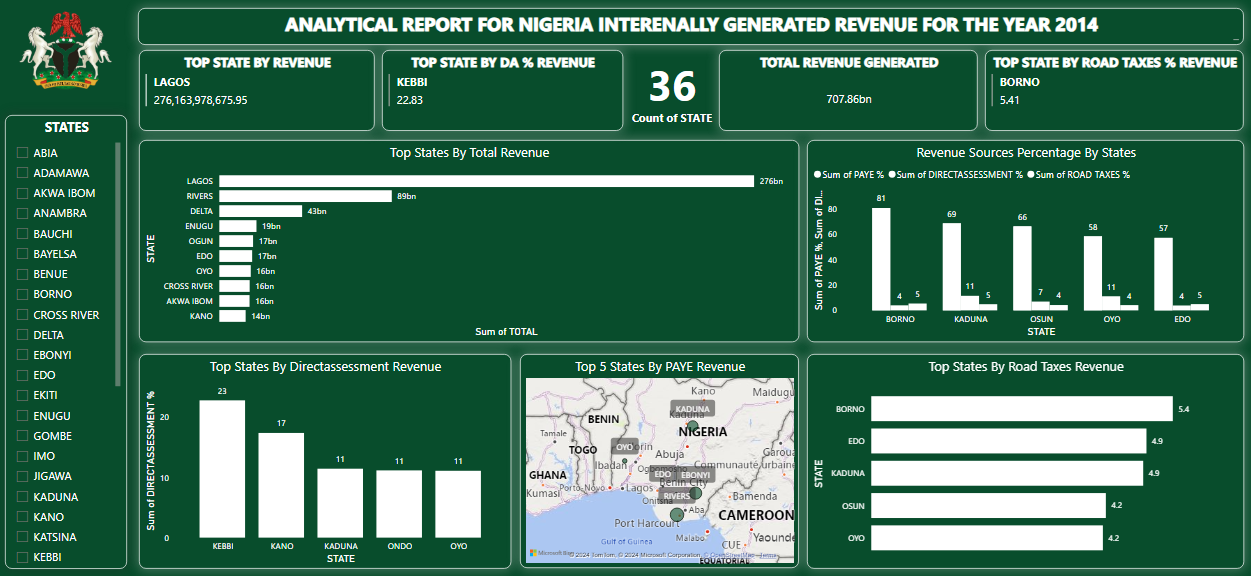 ANALYTICAL REPORT FOR NIGERIA INTERENALLY GENERATED REVENUE FOR THE YEAR 2014
TOP STATE BY REVENUE
LAGOS
276,163,978,675.95
TOP STATE BY DA % REVENUE
KEBBI
22.83
36
Count of STATE
TOTAL REVENUE GENERATED
707.86bn
TOP STATE BY ROAD TAXES % REVENUE
BORNO
5.41
STATES
ABIA
ADAMAWA
AKWA IBOM
ANAMBRA
BAUCHI
BAYELSA
BENUE
BORNO
CROSS RIVER
DELTA
EBONYI
EDO
EKITI
ENUGU
GOMBE
IMO
JIGAWA
KADUNA
KANO
KATSINA
KEBBI
Top States By Total Revenue
STATE
LAGOS 276bn
RIVERS 89bn
DELTA 43bn
ENUGU 19bn
OGUN 17bn
EDO 17bn
OYO 16bn
CROSS RIVER 16bn
AKWA IBOM 16bn
KANO 14bn
Sum of TOTAL
Revenue Sources Percentage By States
Sum of PAYE % Sum of DIRECTASSESSMENT % Sum of ROAD TAXES %
Sum of PAYE %, Sum of DI...
80
60
40
20
0
81 4 5
69 11 5
66 7 4
58 11 4
57 4 5
BORNO KADUNA OSUN OYO EDO
STATE
Top States By Directassessment Revenue
Sum of DIRECTASSESSMENT %
20
10
0
23 17 11 11 11
KEBBI KANO KADUNA ONDO OYO
STATE
Top 5 States By PAYE Revenue
Kano Maidugu
KADUNA
Kaduna
BENIN
NIGERIA
Tamale
TOGO
OYO
Ilorin
Abuja
Garoua
Ibadan
Ogbomoso
Communauté urbaine
GHANA
EDO EBONYI
Benin City
Kumasi
Porto-Novo
Lagos
RIVERS
Onitsha
Bamenda
Aba
CAMEROON
Port Harcourt
Malabo
Yaounde
Gulf of Guinea
CUE
Microsoft
© 2024 TomTom, © 2024 Microsoft Corporation, © OpenStreetMap, Terms
EQUATORIAL
Top States By Road Taxes Revenue
STATE
BORNO 5.4
EDO 4.9
KADUNA 4.9
OSUN 4.2
OYO 4.2